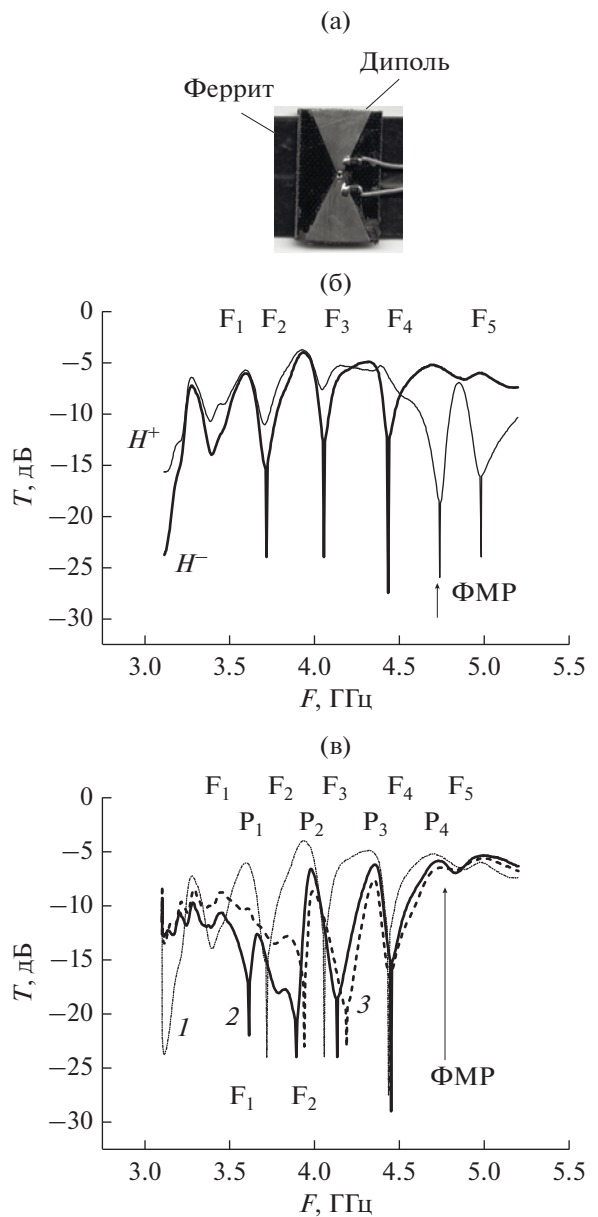 (а)
Диполь
Феррит
(б)
0
F₁ F₂ F₃ F₄ F₅
−5
−10
H⁺
−15
T, дБ
−20
H⁻
−25
ФМР
−30
3.0 3.5 4.0 4.5 5.0 5.5
F, ГГц
(в)
0
F₁ F₂ F₃ F₄ F₅
P₁ P₂ P₃ P₄
−5
−10
−15
T, дБ
1 2 3
−20
−25
ФМР
F₁ F₂
−30
3.0 3.5 4.0 4.5 5.0 5.5
F, ГГц